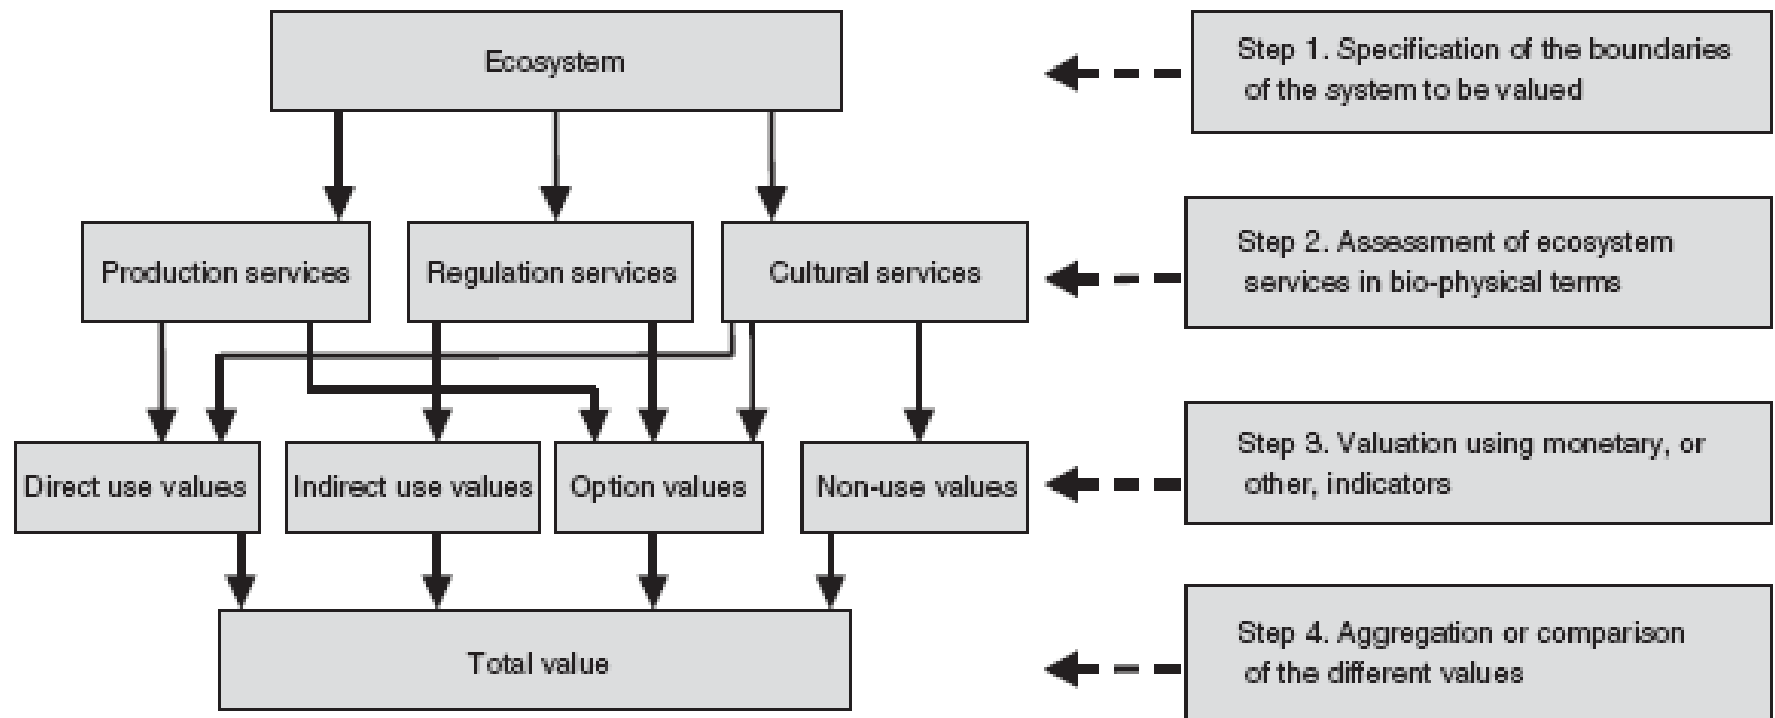 Ecosystem
Step 1. Specification of the boundaries
of the system to be valued
Production services
Regulation services
Cultural services
Step 2. Assessment of ecosystem
services in bio-physical terms
Direct use values
Indirect use values
Option values
Non-use values
Step 3. Valuation using monetary, or
other, indicators
Total value
Step 4. Aggregation or comparison
of the different values